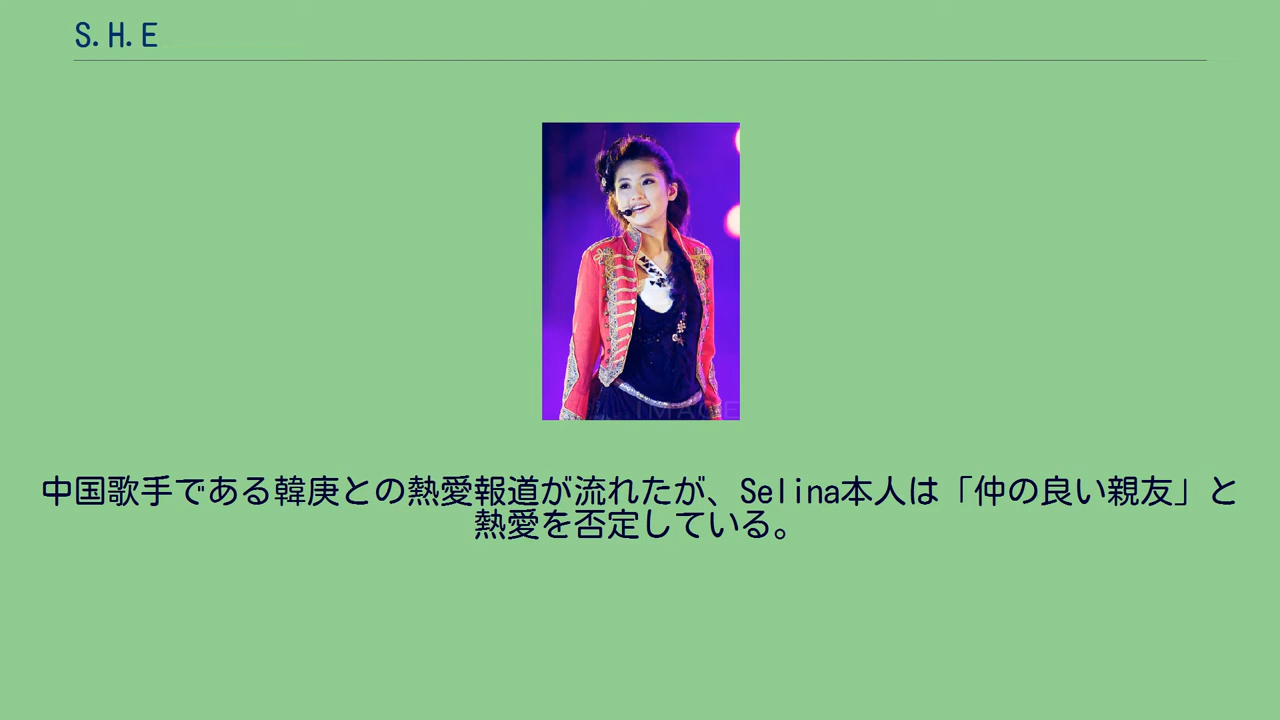 S.H.E
IMAGE
中国歌手である韓庚との熱愛報道が流れたが、Selina本人は「仲の良い親友」と
熱愛を否定している。